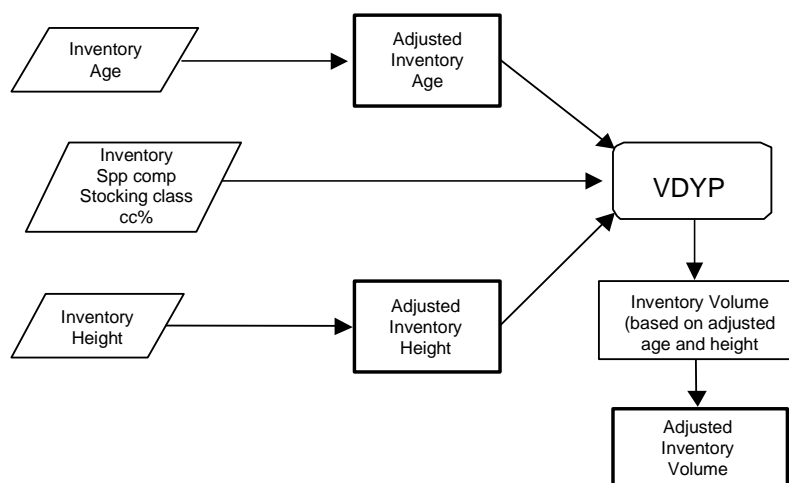 Inventory
Age
Adjusted
Inventory
Age
Inventory
Spp comp
Stocking class
cc%
VDYP
Inventory
Height
Adjusted
Inventory
Height
Inventory Volume
(based on adjusted
age and height
Adjusted
Inventory
Volume